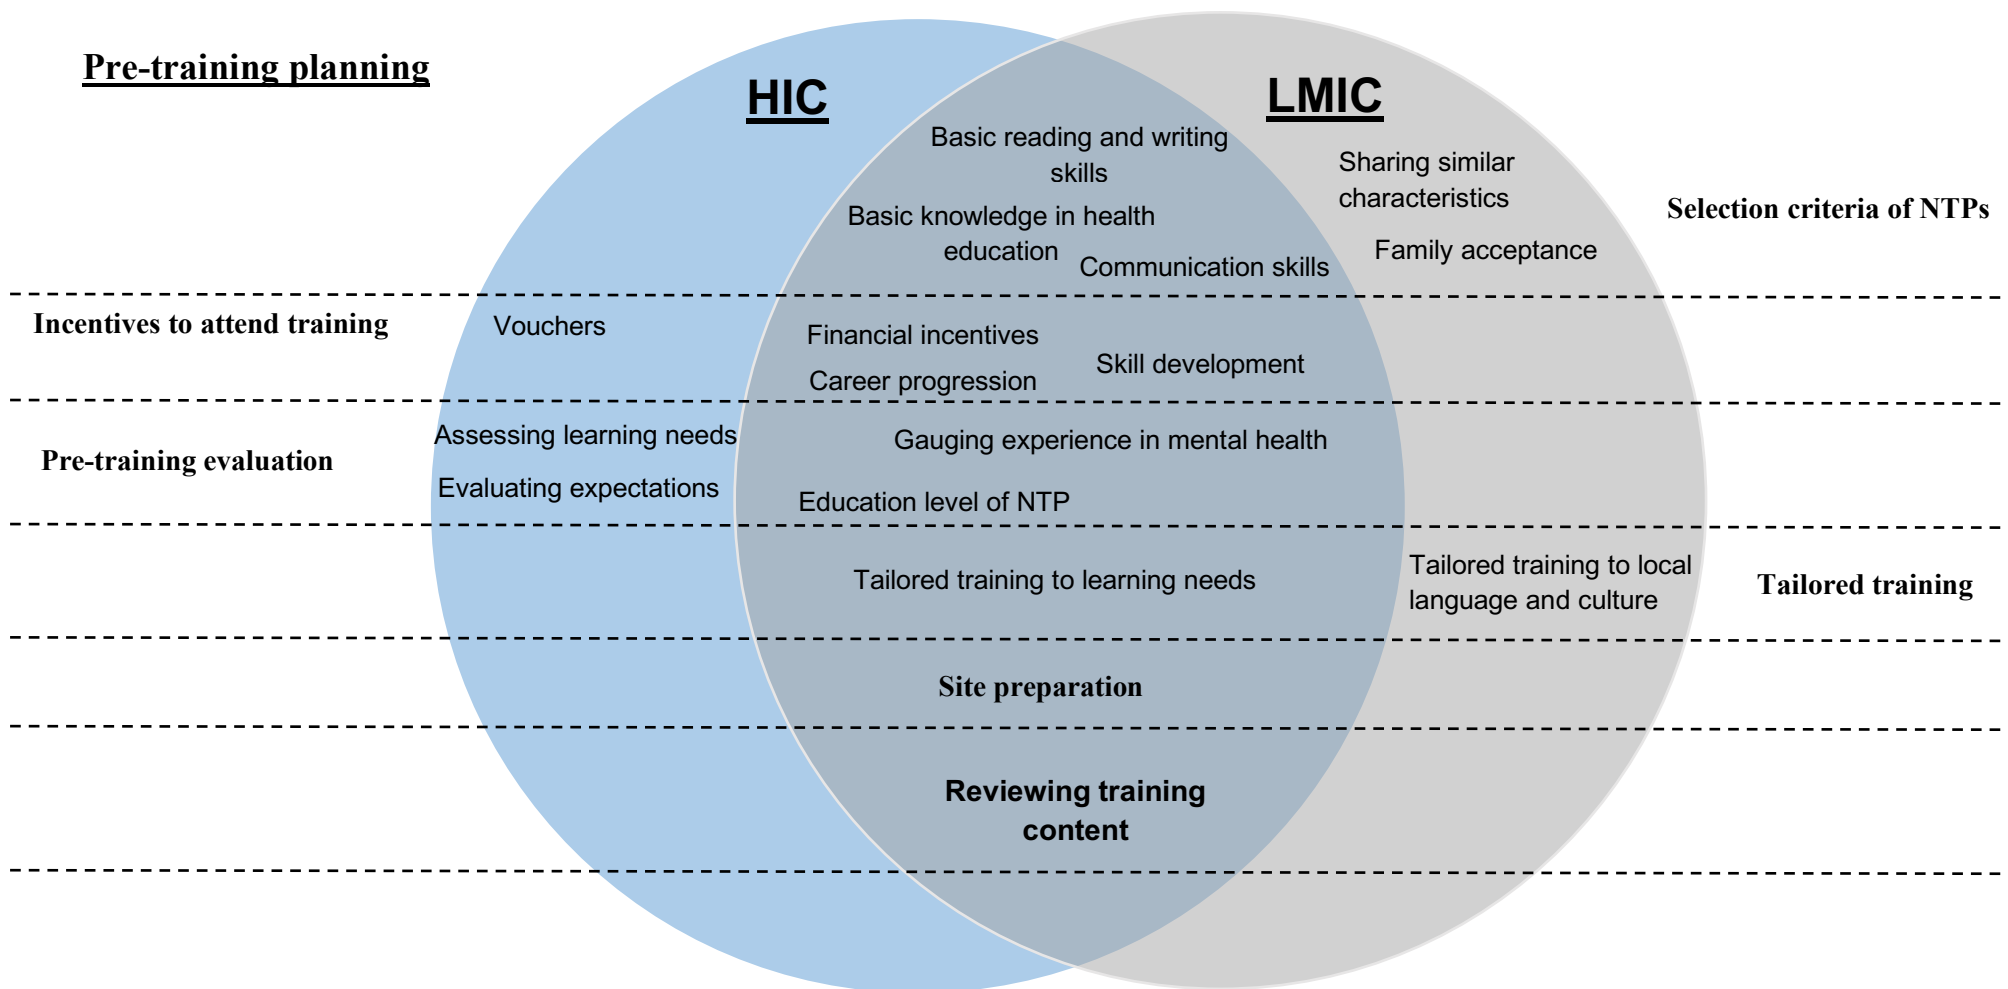 Pre-training planning
HIC
LMIC
Basic reading and writing
skills
Sharing similar
characteristics
Selection criteria of NTPs
Basic knowledge in health
education
Family acceptance
Communication skills
Incentives to attend training
Vouchers
Financial incentives
Skill development
Career progression
Pre-training evaluation
Assessing learning needs
Gauging experience in mental health
Evaluating expectations
Education level of NTP
Tailored training to learning needs
Tailored training to local
language and culture
Tailored training
Site preparation
Reviewing training
content